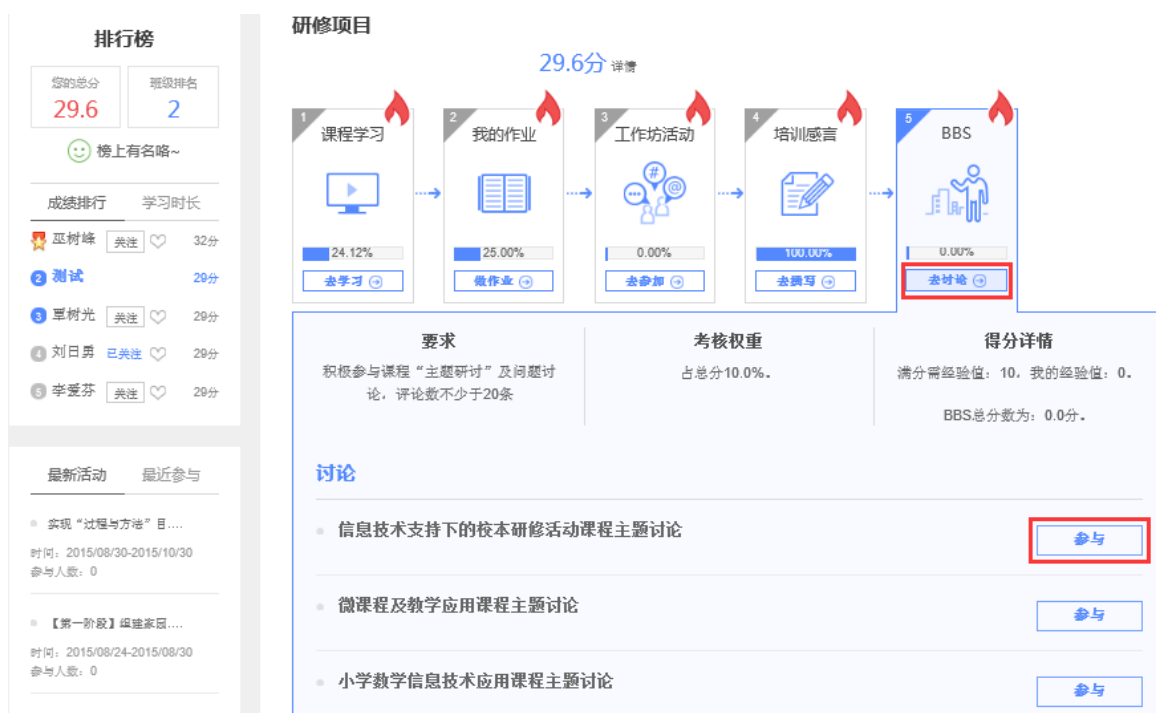 排行榜
您的总分
29.6
班级排名
2
榜上有名咯~
成绩排行 学习时长
巫树峰 关注 32分
2 测试 29分
3 覃树光 关注 29分
4 刘日勇 已关注 29分
5 李爱芬 关注 29分
最新活动 最近参与
实现“过程与方法”目....
时间：2015/08/30-2015/10/30
参与人数：0
【第一阶段】组建家园....
时间：2015/08/24-2015/08/30
参与人数：0
研修项目
29.6分 详情
1
课程学习
24.12%
去学习
2
我的作业
25.00%
做作业
3
工作坊活动
#
@
0.00%
去参加
4
培训感言
100.00%
去撰写
5
BBS
0.00%
去讨论
要求
积极参与课程“主题研讨”及问题讨
论，评论数不少于20条
考核权重
占总分10.0%。
得分详情
满分需经验值：10，我的经验值：0。
BBS总分数为：0.0分。
讨论
信息技术支持下的校本研修活动课程主题讨论
参与
微课程及教学应用课程主题讨论
参与
小学数学信息技术应用课程主题讨论
参与